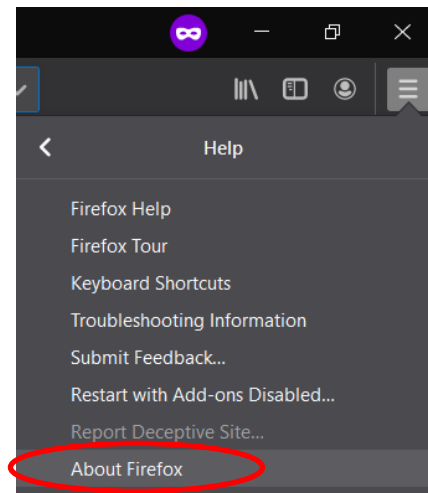 Help
Firefox Help
Firefox Tour
Keyboard Shortcuts
Troubleshooting Information
Submit Feedback...
Restart with Add-ons Disabled...
Report Deceptive Site...
About Firefox